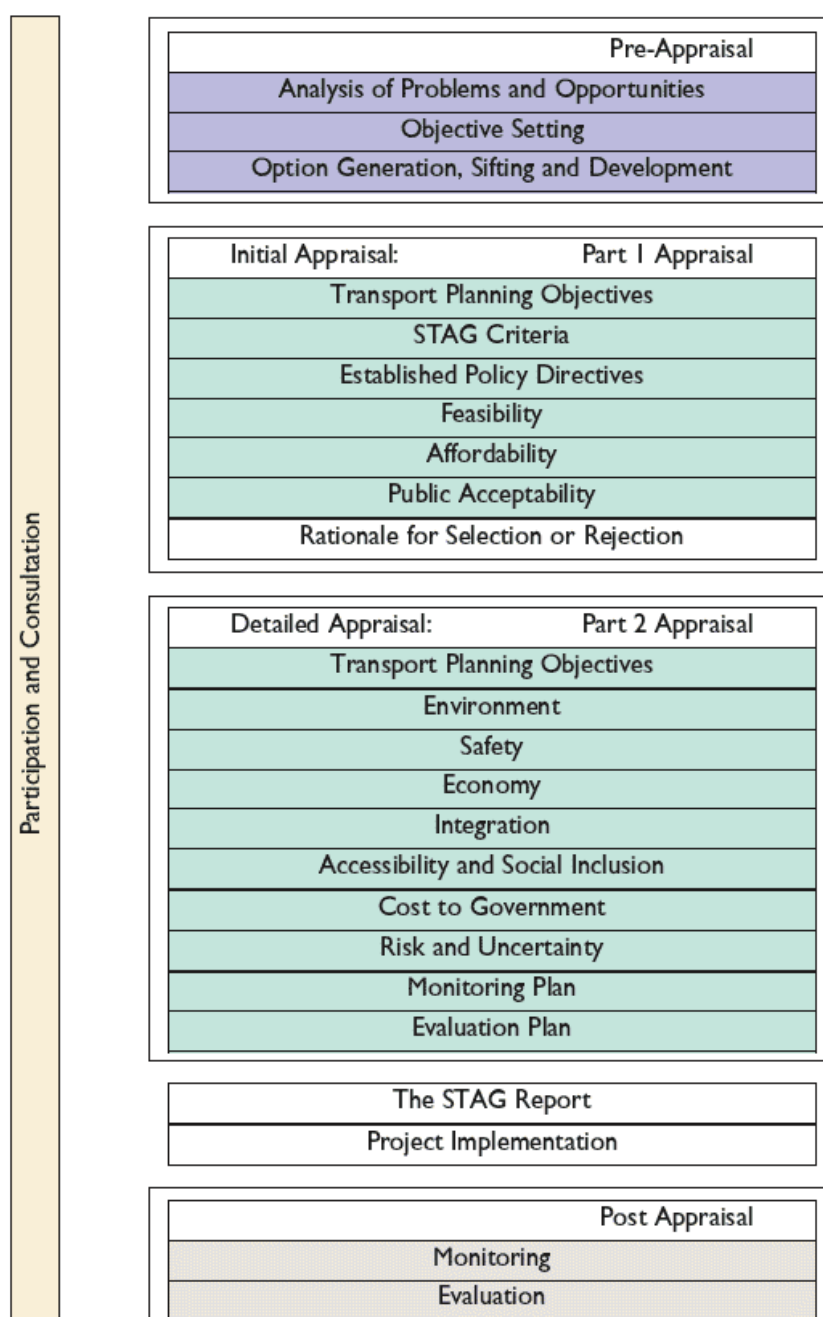 Participation and Consultation
Pre-Appraisal
Analysis of Problems and Opportunities
Objective Setting
Option Generation, Sifting and Development
Initial Appraisal: Part 1 Appraisal
Transport Planning Objectives
STAG Criteria
Established Policy Directives
Feasibility
Affordability
Public Acceptability
Rationale for Selection or Rejection
Detailed Appraisal: Part 2 Appraisal
Transport Planning Objectives
Environment
Safety
Economy
Integration
Accessibility and Social Inclusion
Cost to Government
Risk and Uncertainty
Monitoring Plan
Evaluation Plan
The STAG Report
Project Implementation
Post Appraisal
Monitoring
Evaluation